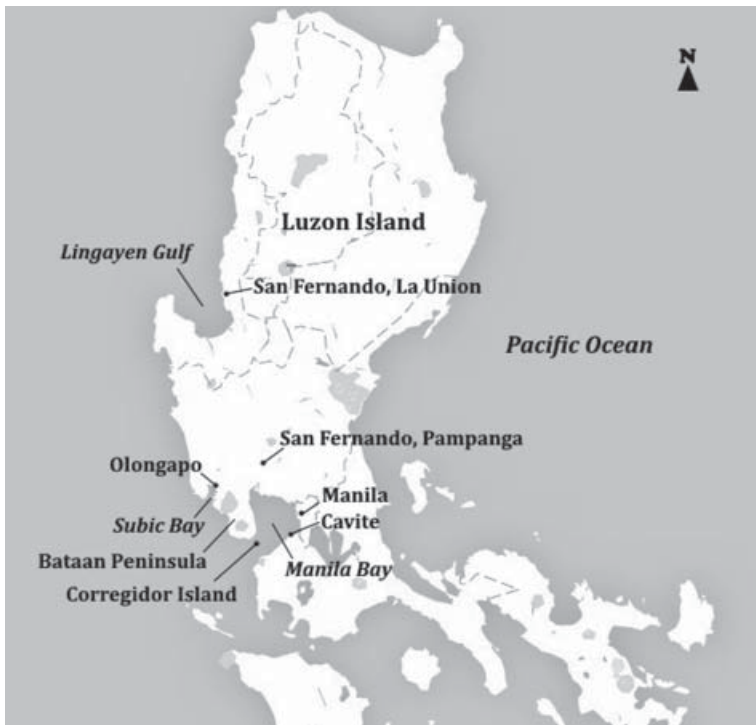 N
Luzon Island
Lingayen Gulf
San Fernando, La Union
Pacific Ocean
San Fernando, Pampanga
Olongapo
Manila
Subic Bay
Cavite
Bataan Peninsula
Manila Bay
Corregidor Island